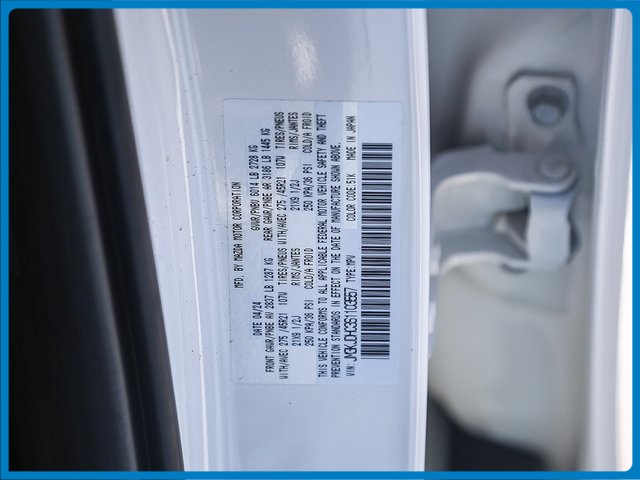 MFD. BY MAZDA MOTOR CORPORATION
DATE 04/24 GVWR/PNBV 6014 LB 2728 KG
FRONT GAWR/PNBE AV 2837 LB 1287 KG REAR GAWR/PNBE AR 3186 LB 1445 KG
WITH/AVEC 275 /45R21 107W TIRES/PNEUS WITH/AVEC 275 /45R21 107W TIRES/PNEUS
21X9 1/2J RIMS/JANTES 21X9 1/2J RIMS/JANTES
250 KPA/36 PSI COLD/A FROID 250 KPA/36 PSI COLD/A FROID
THIS VEHICLE CONFORMS TO ALL APPLICABLE FEDERAL MOTOR VEHICLE SAFETY AND THEFT
PREVENTION STANDARDS IN EFFECT ON THE DATE OF MANUFACTURE SHOWN ABOVE.
VIN: TYPE:MPV COLOR CODE:51K MADE IN JAPAN